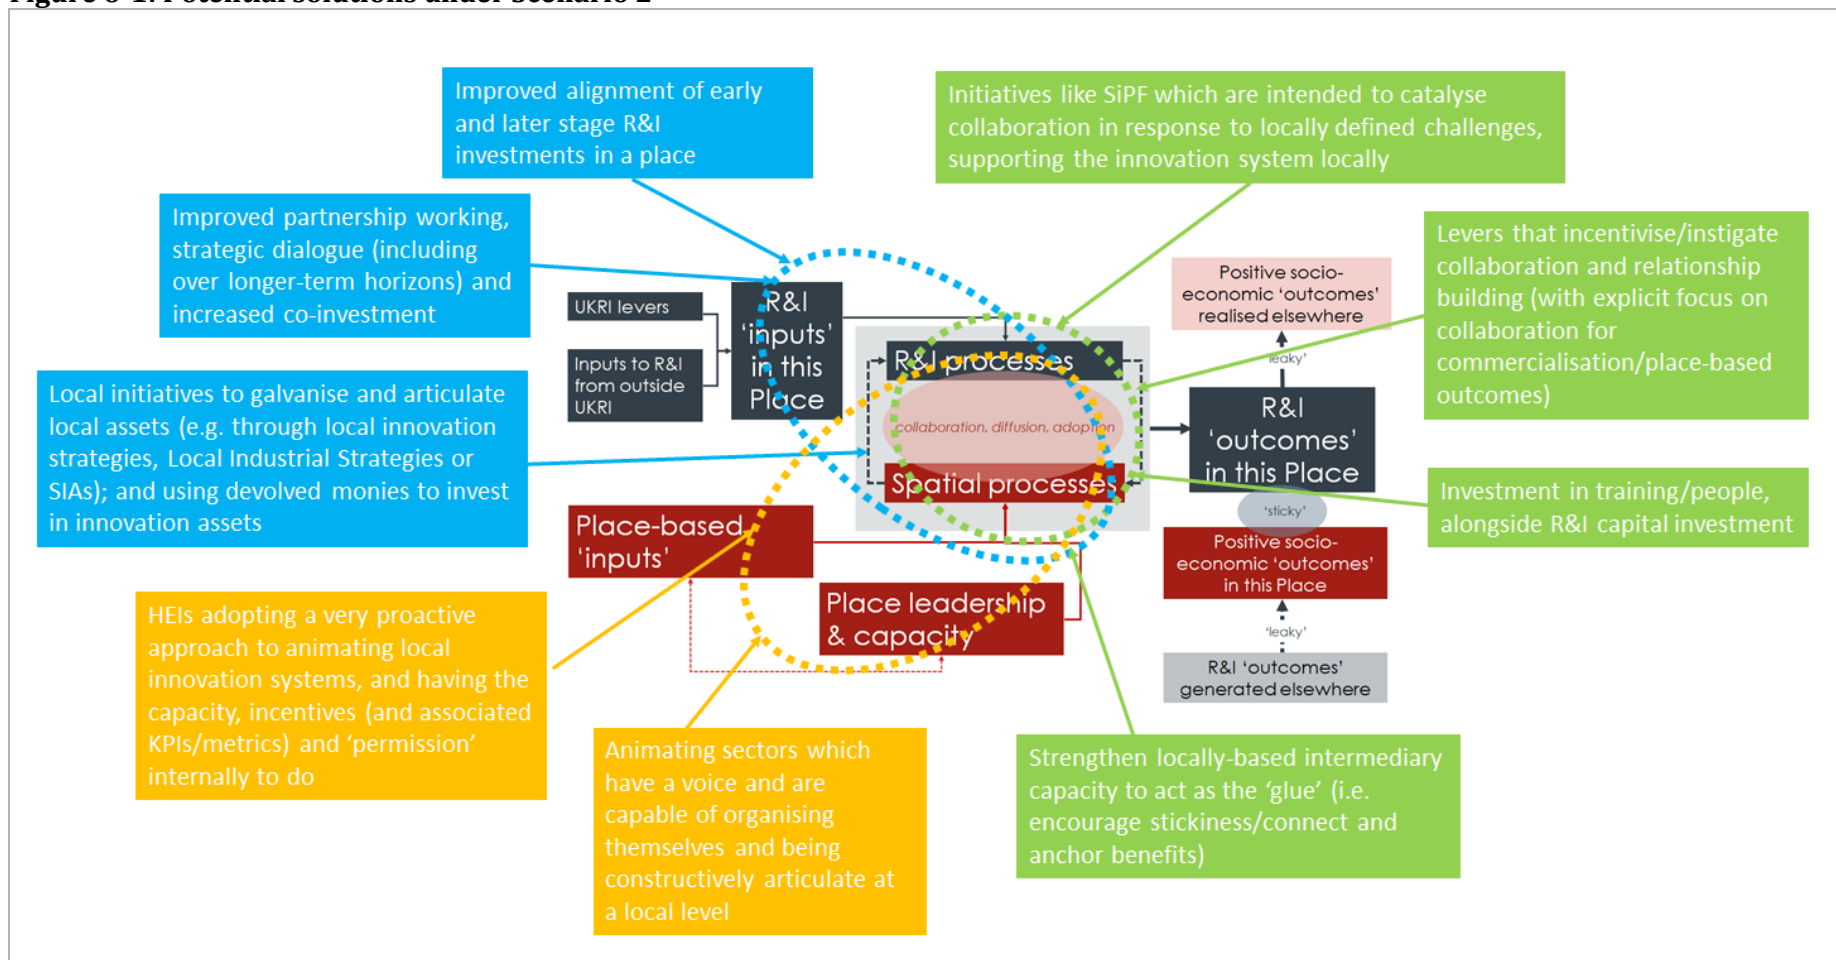 Figure 6-1: Potential solutions under Scenario 2
Improved alignment of early
and later stage R&I
investments in a place
Initiatives like SiPF which are intended to catalyse
collaboration in response to locally defined challenges,
supporting the innovation system locally
Improved partnership working,
strategic dialogue (including
over longer-term horizons) and
increased co-investment
Levers that incentivise/instigate
collaboration and relationship
building (with explicit focus on
collaboration for
commercialisation/place-based
outcomes)
UKRI levers
Inputs to R&I
from outside
UKRI
R&I
‘inputs’
in this
Place
R&I processes
collaboration, diffusion, adoption
Spatial processes
Positive socio-
economic ‘outcomes’
realised elsewhere
‘leaky’
R&I
‘outcomes’
in this Place
‘sticky’
Positive socio-
economic ‘outcomes’
in this Place
‘leaky’
R&I ‘outcomes’
generated elsewhere
Local initiatives to galvanise and articulate
local assets (e.g. through local innovation
strategies, Local Industrial Strategies or
SIAs); and using devolved monies to invest
in innovation assets
Investment in training/people,
alongside R&I capital investment
Place-based
‘inputs’
Place leadership
& capacity
HEIs adopting a very proactive
approach to animating local
innovation systems, and having the
capacity, incentives (and associated
KPIs/metrics) and ‘permission’
internally to do
Animating sectors which
have a voice and are
capable of organising
themselves and being
constructively articulate at
a local level
Strengthen locally-based intermediary
capacity to act as the ‘glue’ (i.e.
encourage stickiness/connect and
anchor benefits)